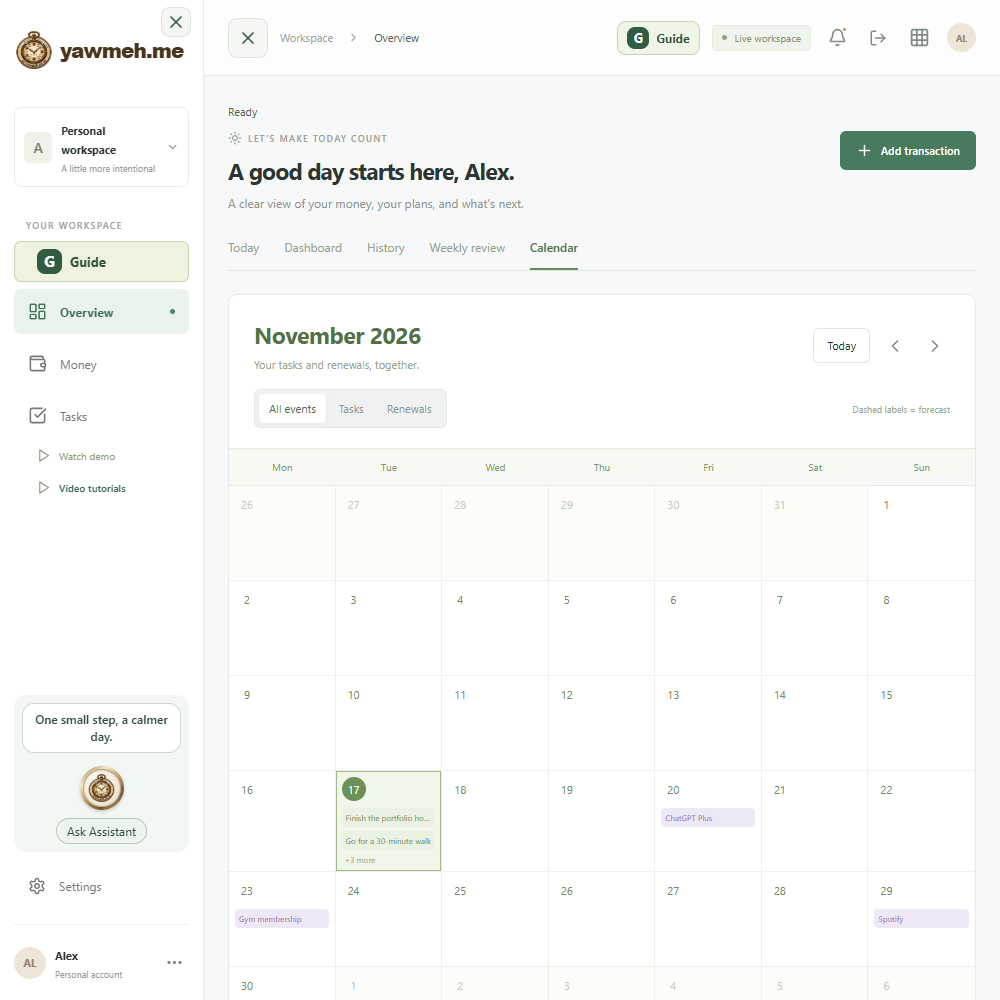 yawmeh.me
A
Personal
workspace
A little more intentional
YOUR WORKSPACE
G Guide
Overview
Money
Tasks
Watch demo
Video tutorials
One small step, a calmer
day.
Ask Assistant
Settings
AL
Alex
Personal account
Workspace
Overview
G Guide
Live workspace
AL
Ready
LET'S MAKE TODAY COUNT
A good day starts here, Alex.
A clear view of your money, your plans, and what's next.
Add transaction
Today Dashboard History Weekly review Calendar
November 2026
Your tasks and renewals, together.
Today
All events Tasks Renewals
Dashed labels = forecast
Mon Tue Wed Thu Fri Sat Sun
26 27 28 29 30 31 1
2 3 4 5 6 7 8
9 10 11 12 13 14 15
16 17 18 19 20 21 22
Finish the portfolio ho...
Go for a 30-minute walk
+3 more
ChatGPT Plus
23 24 25 26 27 28 29
Gym membership
Spotify
30 1 2 3 4 5 6